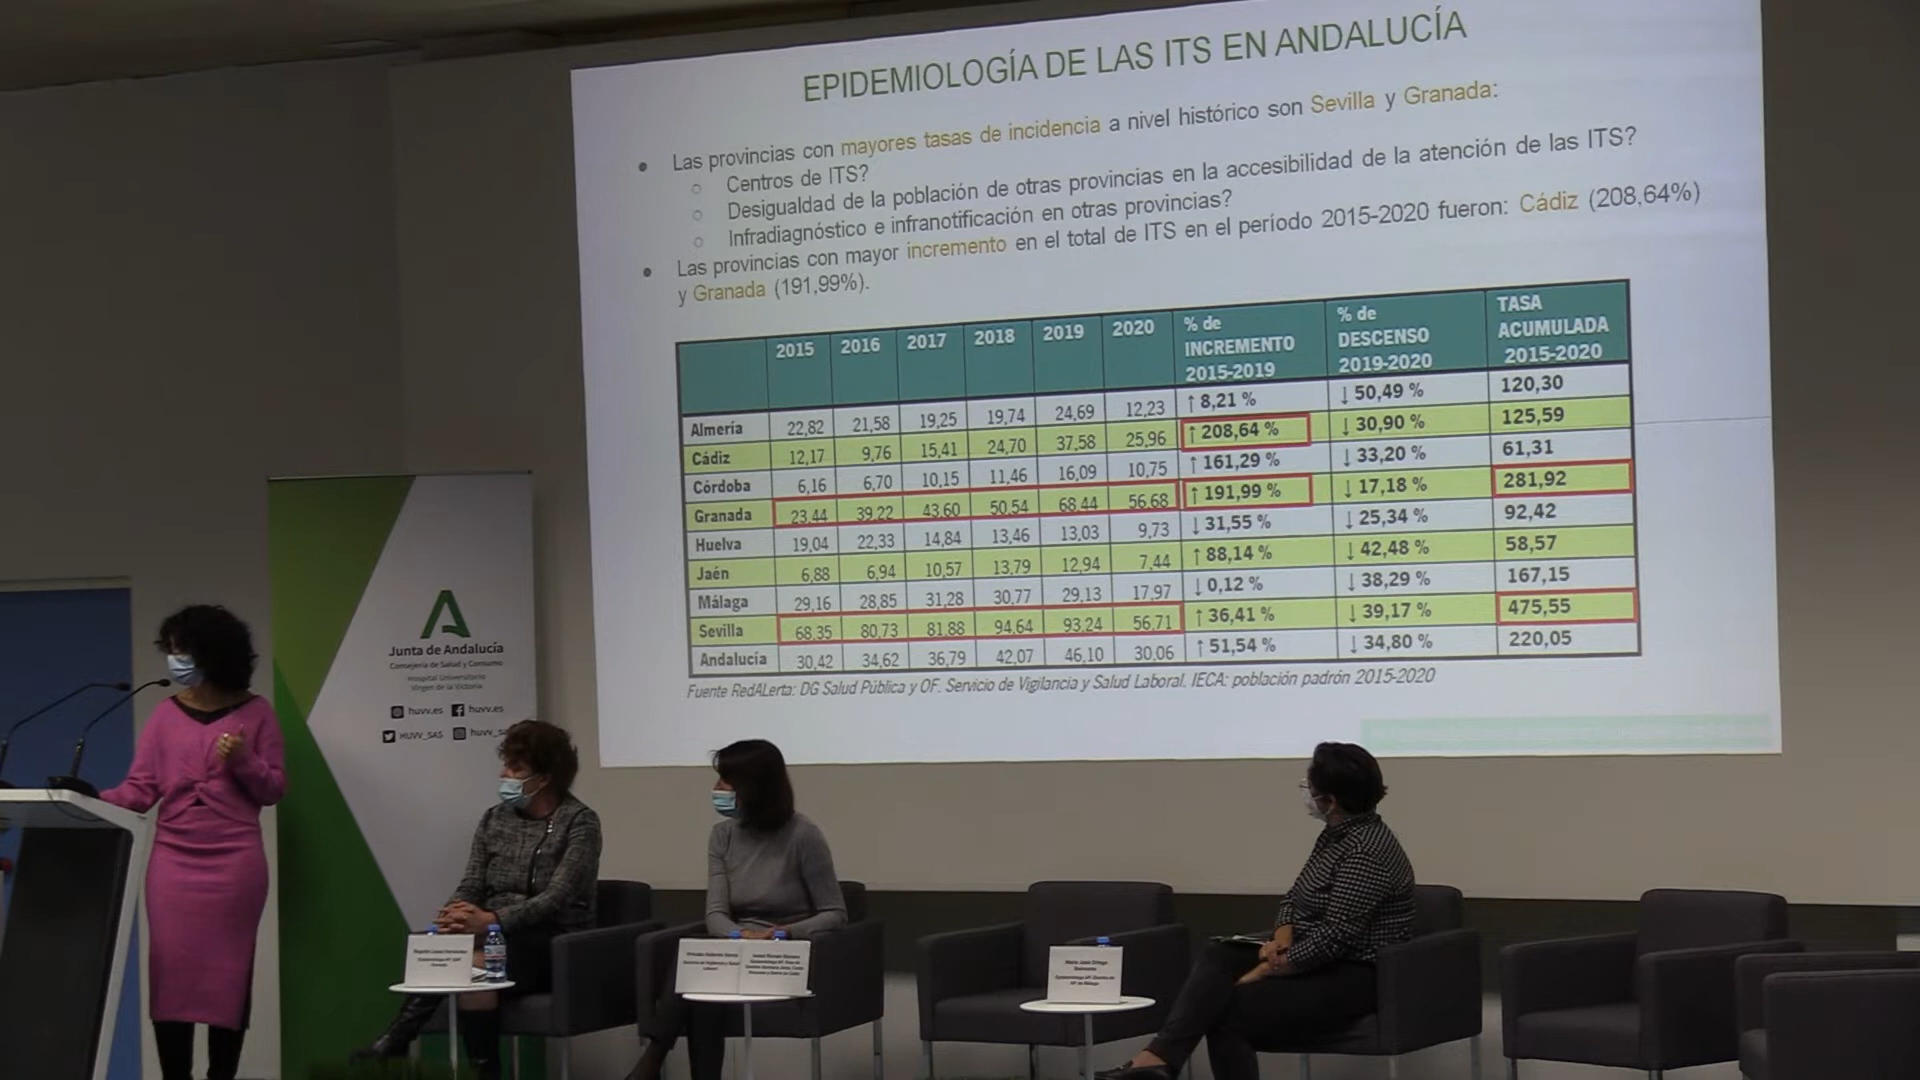 EPIDEMIOLOGÍA DE LAS ITS EN ANDALUCÍA
● Las provincias con mayores tasas de incidencia a nivel histórico son Sevilla y Granada:
○ Centros de ITS?
○ Desigualdad de la población de otras provincias en la accesibilidad de la atención de las ITS?
○ Infradiagnóstico e infranotificación en otras provincias?
● Las provincias con mayor incremento en el total de ITS en el período 2015-2020 fueron: Cádiz (208,64%)
y Granada (191,99%).
2015 2016 2017 2018 2019 2020 % de INCREMENTO 2015-2019 % de DESCENSO 2019-2020 TASA ACUMULADA 2015-2020
Almería 22,82 21,58 19,25 19,74 24,69 12,23 ↑ 8,21 % ↓ 50,49 % 120,30
Cádiz 12,17 9,76 15,41 24,70 37,58 25,96 ↑ 208,64 % ↓ 30,90 % 125,59
Córdoba 6,16 6,70 10,15 11,46 16,09 10,75 ↑ 161,29 % ↓ 33,20 % 61,31
Granada 23,44 39,22 43,60 50,54 68,44 56,68 ↑ 191,99 % ↓ 17,18 % 281,92
Huelva 19,04 22,33 14,84 13,46 13,03 9,73 ↓ 31,55 % ↓ 25,34 % 92,42
Jaén 6,88 6,94 10,57 13,79 12,94 7,44 ↑ 88,14 % ↓ 42,48 % 58,57
Málaga 29,16 28,85 31,28 30,77 29,13 17,97 ↓ 0,12 % ↓ 38,29 % 167,15
Sevilla 68,35 80,73 81,88 94,64 93,24 56,71 ↑ 36,41 % ↓ 39,17 % 475,55
Andalucía 30,42 34,62 36,79 42,07 46,10 30,06 ↑ 51,54 % ↓ 34,80 % 220,05
Fuente RedALerta: DG Salud Pública y OF. Servicio de Vigilancia y Salud Laboral. IECA: población padrón 2015-2020
Junta de Andalucía
Consejería de Salud y Consumo
Hospital Universitario
Virgen de la Victoria
huvv.es huvv.es
HUVV_SAS huvv_s